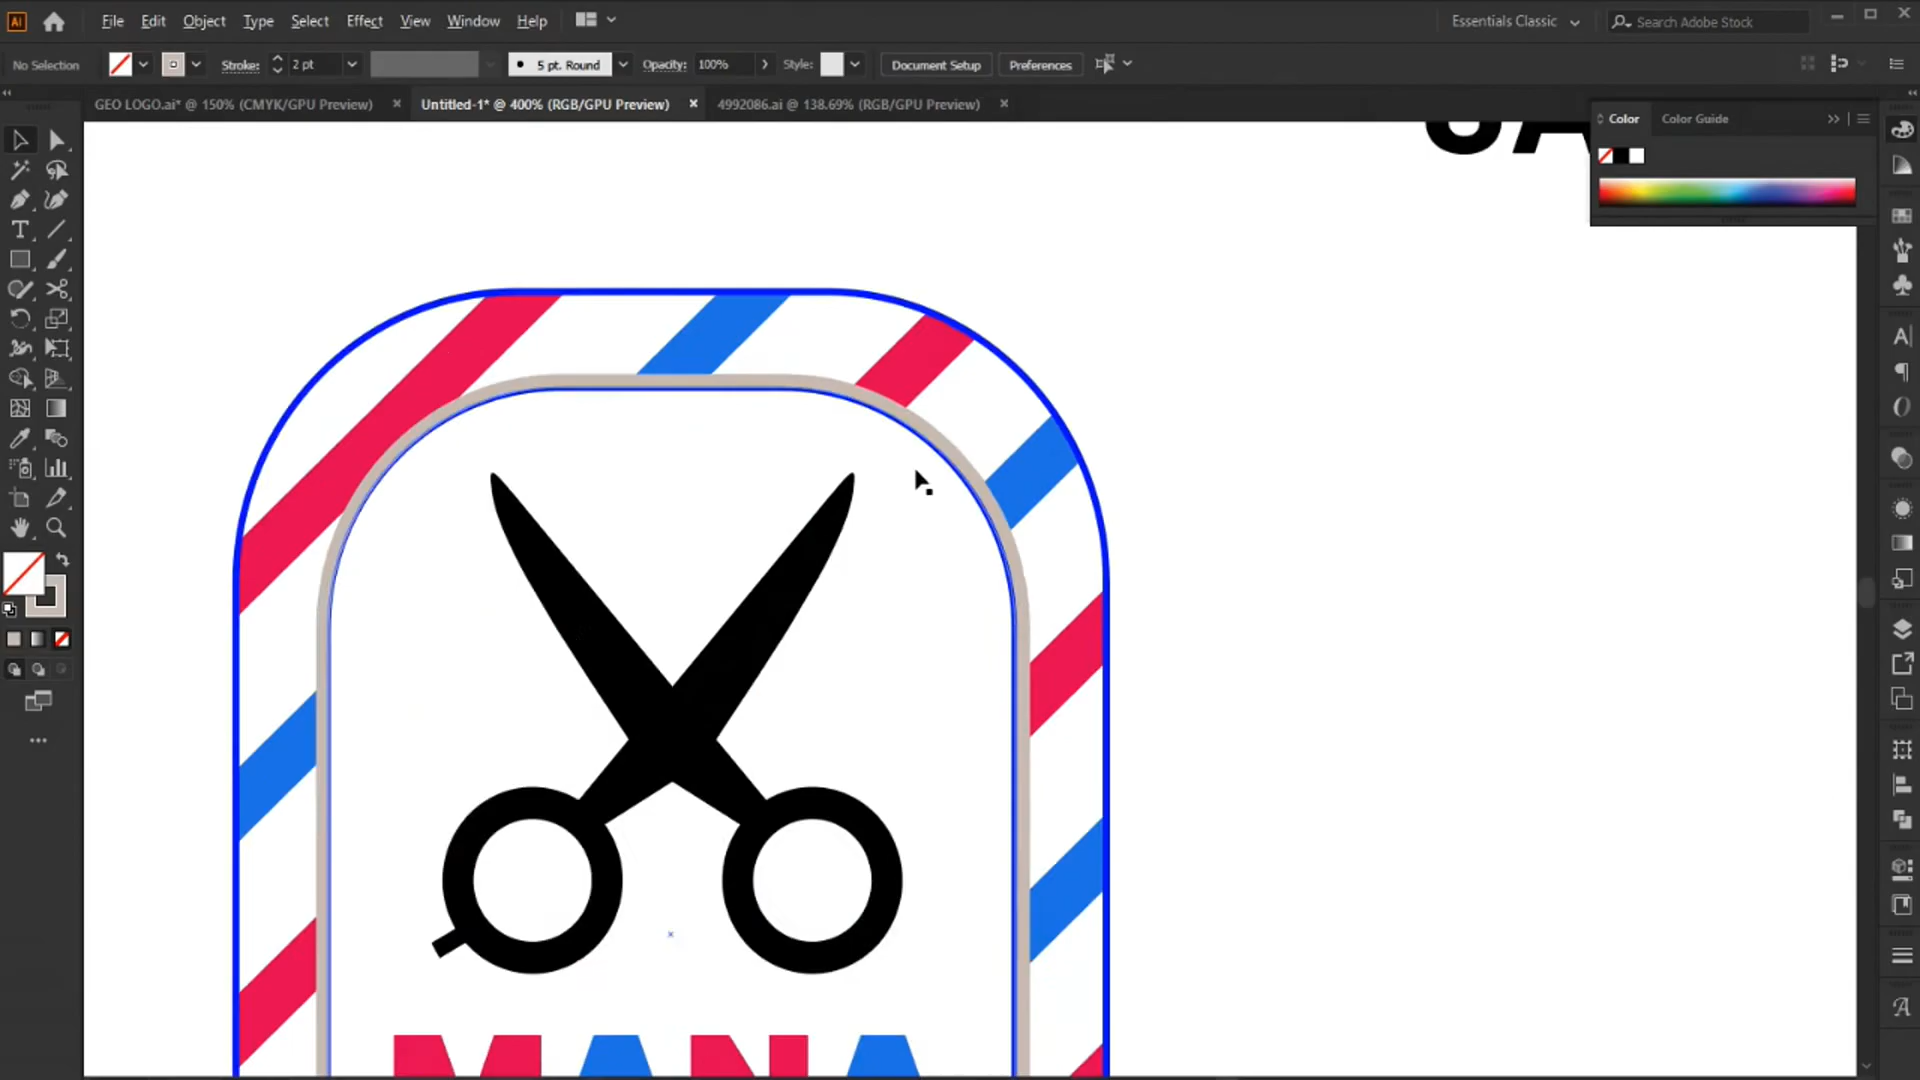 Ai File Edit Object Type Select Effect View Window Help Essentials Classic Search Adobe Stock
No Selection Stroke: 2 pt 5 pt. Round Opacity: 100% Style: Document Setup Preferences
GEO LOGO.ai* @ 150% (CMYK/GPU Preview) × Untitled-1* @ 400% (RGB/GPU Preview) × 4992086.ai @ 138.69% (RGB/GPU Preview) ×
Color Color Guide
MANA